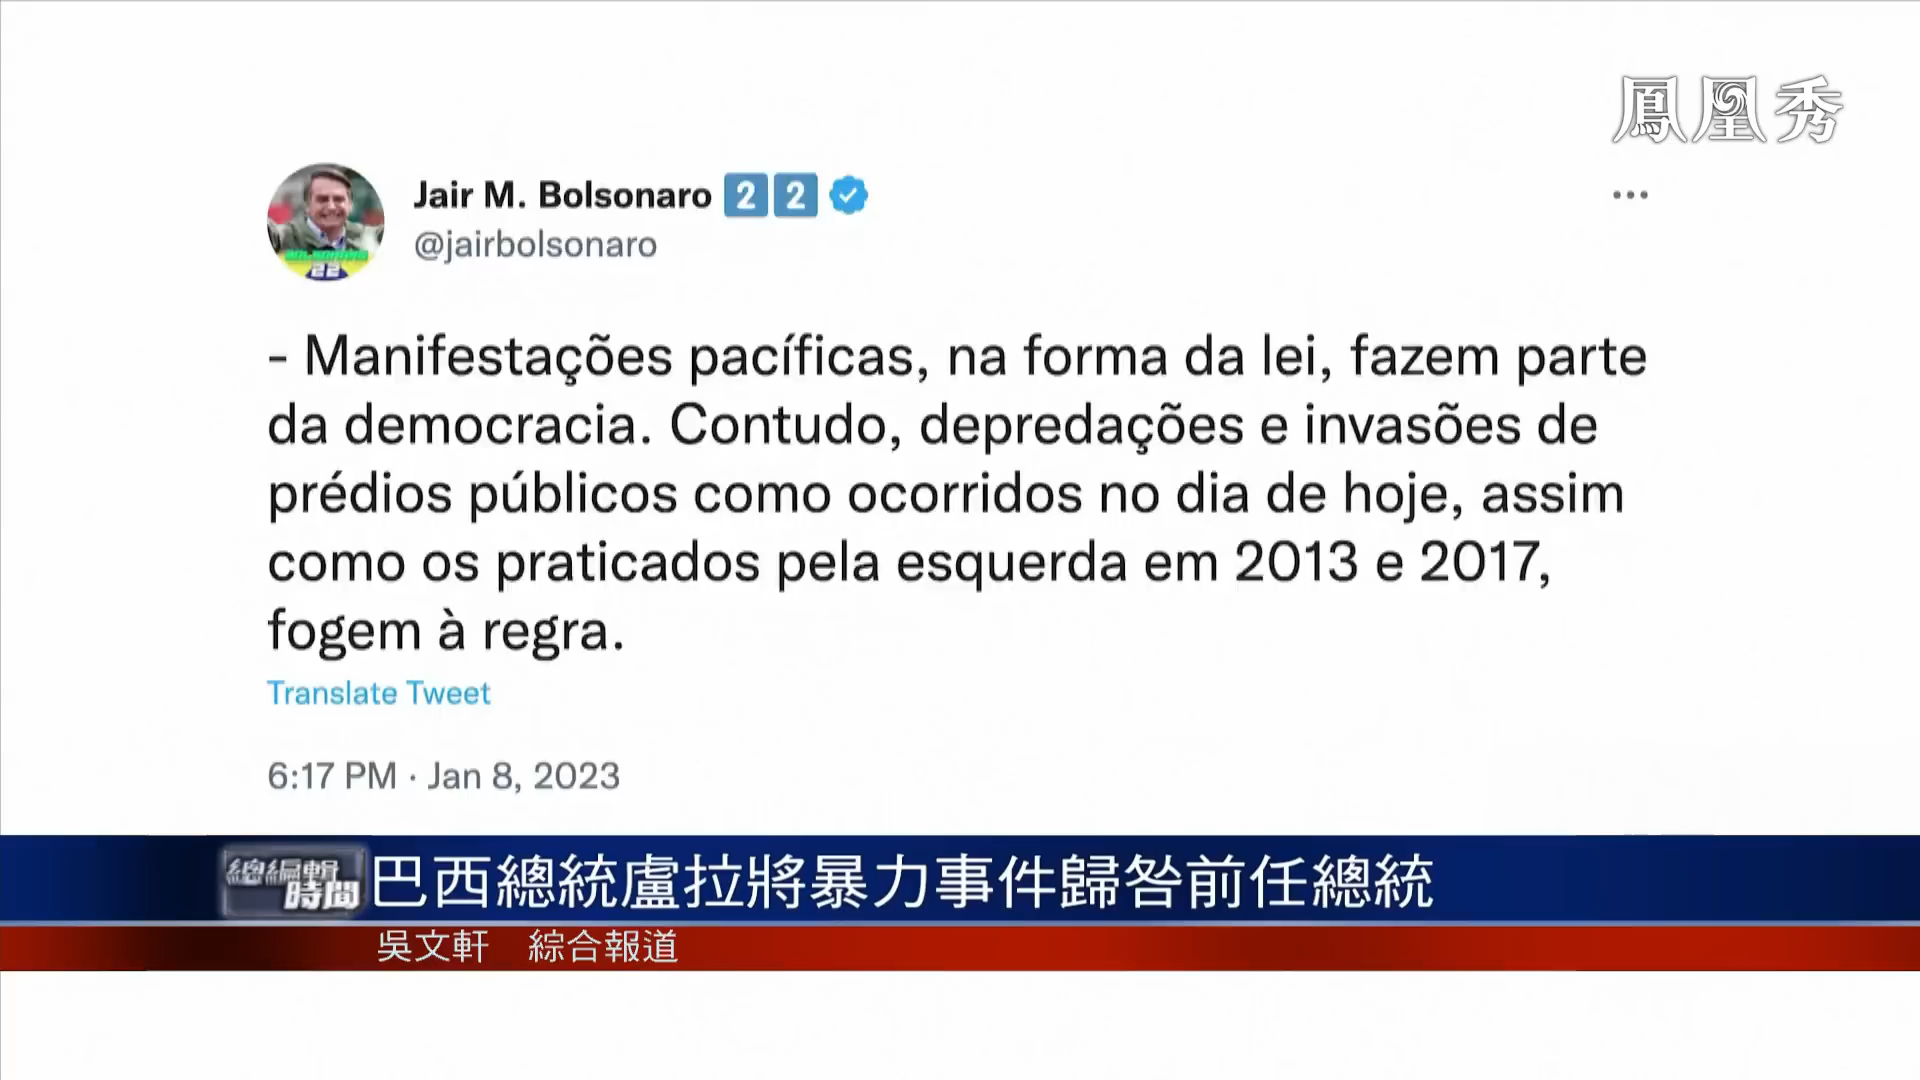 鳳凰秀
Jair M. Bolsonaro 2️⃣2️⃣
@jairbolsonaro
- Manifestações pacíficas, na forma da lei, fazem parte
da democracia. Contudo, depredações e invasões de
prédios públicos como ocorridos no dia de hoje, assim
como os praticados pela esquerda em 2013 e 2017,
fogem à regra.
Translate Tweet
6:17 PM · Jan 8, 2023
總編輯
時間
巴西總統盧拉將暴力事件歸咎前任總統
吳文軒 綜合報道